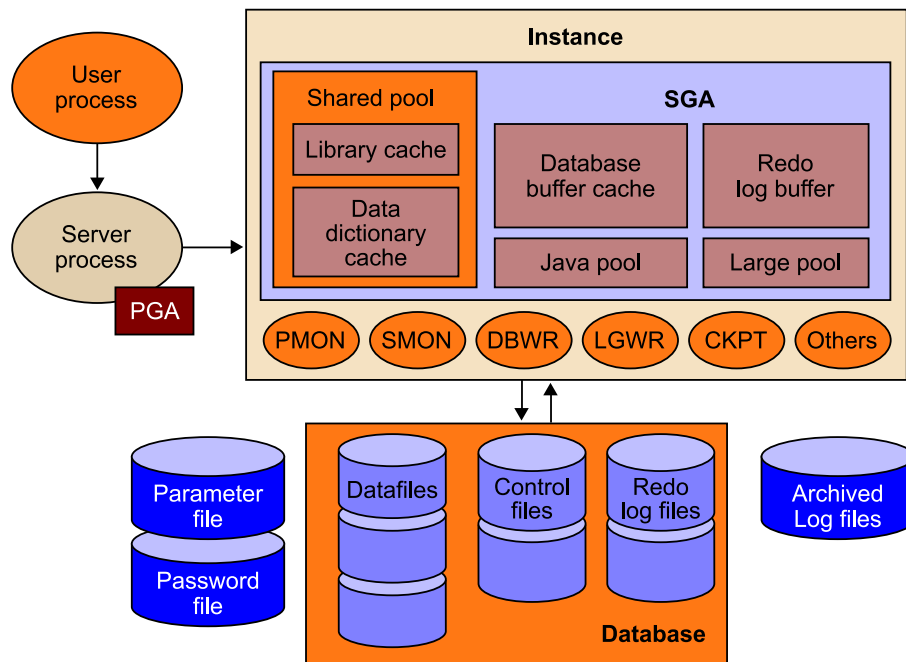 Instance
User
process
Shared pool
SGA
Library cache
Database
buffer cache
Redo
log buffer
Data
dictionary
cache
Server
process
Java pool
Large pool
PGA
PMON
SMON
DBWR
LGWR
CKPT
Others
Parameter
file
Datafiles
Control
files
Redo
log files
Archived
Log files
Password
file
Database